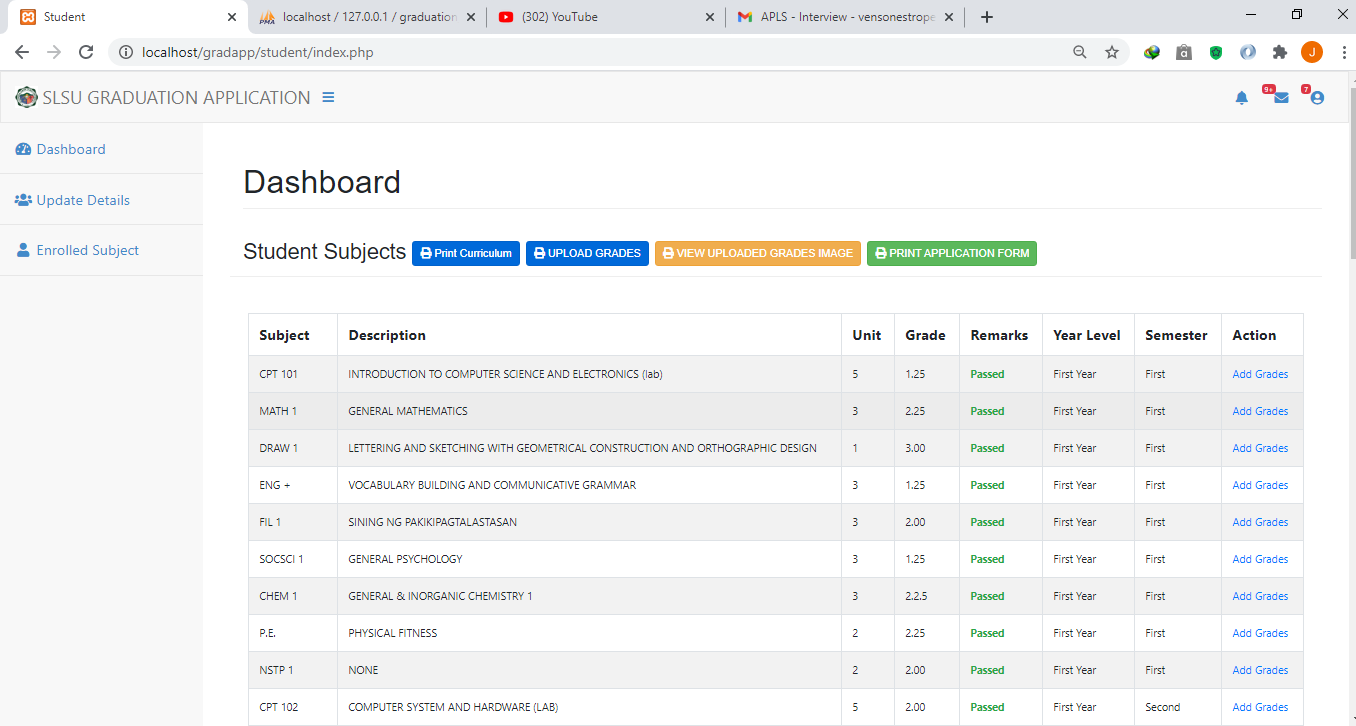 Student
localhost / 127.0.0.1 / graduation
(302) YouTube
APLS - Interview - vensonestrope
localhost/gradapp/student/index.php
J
SLSU GRADUATION APPLICATION
9+
7
Dashboard
Update Details
Enrolled Subject
Dashboard
Student Subjects Print Curriculum UPLOAD GRADES VIEW UPLOADED GRADES IMAGE PRINT APPLICATION FORM
Subject Description Unit Grade Remarks Year Level Semester Action
CPT 101 INTRODUCTION TO COMPUTER SCIENCE AND ELECTRONICS (lab) 5 1.25 Passed First Year First Add Grades
MATH 1 GENERAL MATHEMATICS 3 2.25 Passed First Year First Add Grades
DRAW 1 LETTERING AND SKETCHING WITH GEOMETRICAL CONSTRUCTION AND ORTHOGRAPHIC DESIGN 1 3.00 Passed First Year First Add Grades
ENG + VOCABULARY BUILDING AND COMMUNICATIVE GRAMMAR 3 1.25 Passed First Year First Add Grades
FIL 1 SINING NG PAKIKIPAGTALASTASAN 3 2.00 Passed First Year First Add Grades
SOCSCI 1 GENERAL PSYCHOLOGY 3 1.25 Passed First Year First Add Grades
CHEM 1 GENERAL & INORGANIC CHEMISTRY 1 3 2.2.5 Passed First Year First Add Grades
P.E. PHYSICAL FITNESS 2 2.25 Passed First Year First Add Grades
NSTP 1 NONE 2 2.00 Passed First Year First Add Grades
CPT 102 COMPUTER SYSTEM AND HARDWARE (LAB) 5 2.00 Passed First Year Second Add Grades